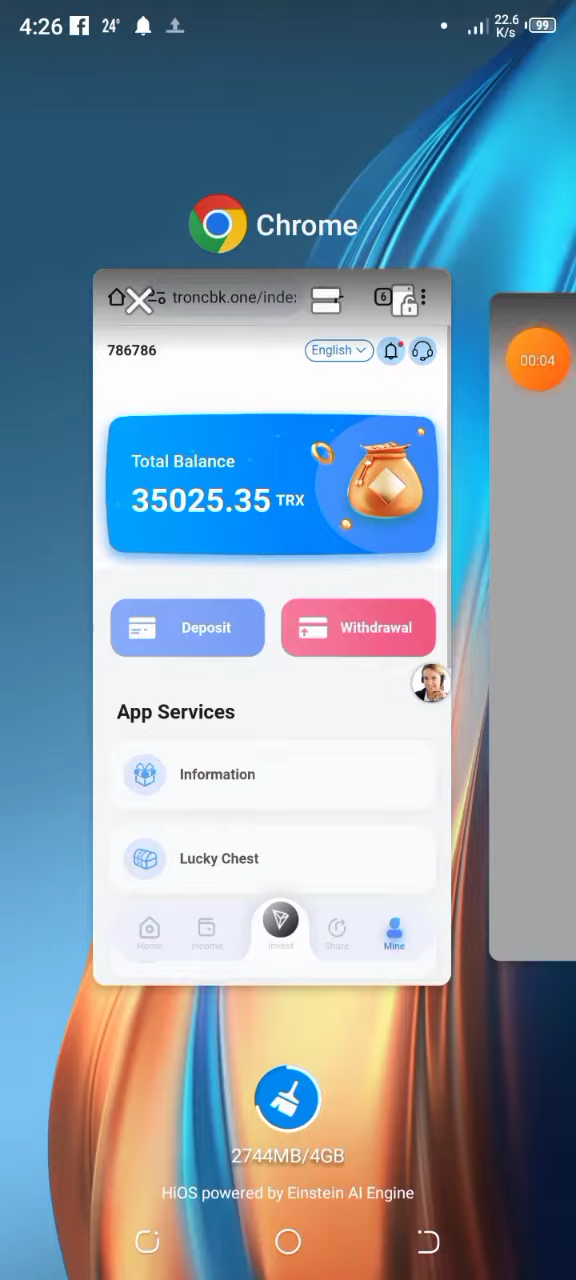 4:26 24° 22.6 K/s 99
Chrome
troncbk.one/inde: 6
786786 English
00:04
Total Balance
35025.35 TRX
Deposit Withdrawal
App Services
Information
Lucky Chest
Home Income Invest Share Mine
2744MB/4GB
HiOS powered by Einstein AI Engine